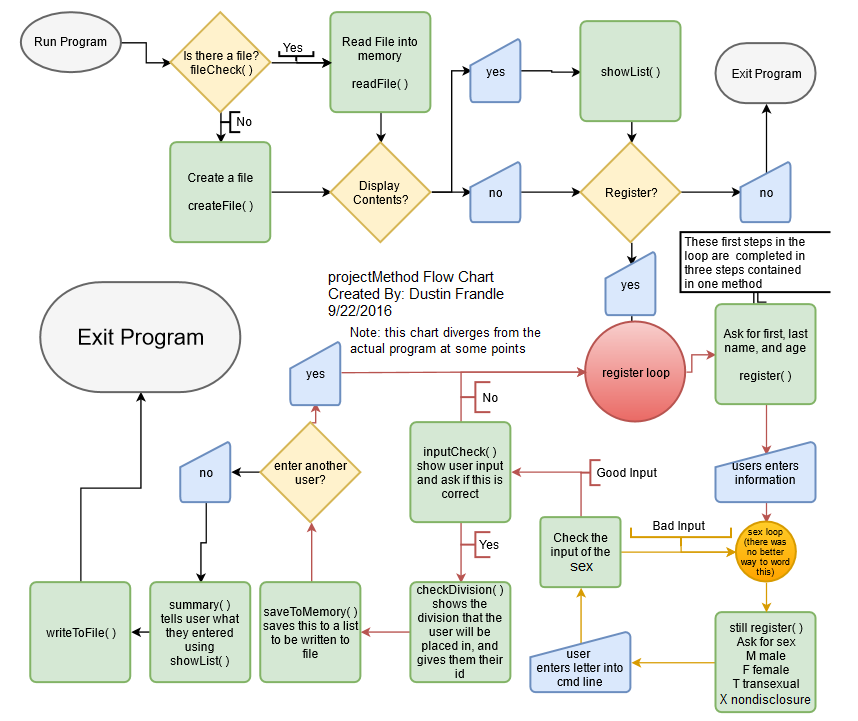 Run Program
Is there a file?
fileCheck( )
Yes
No
Read File into
memory
readFile( )
Create a file
createFile( )
Display
Contents?
yes
no
showList( )
Register?
Exit Program
no
yes
These first steps in the
loop are completed in
three steps contained
in one method
projectMethod Flow Chart
Created By: Dustin Frandle
9/22/2016
Note: this chart diverges from the
actual program at some points
register loop
Ask for first, last
name, and age
register( )
users enters
information
sex loop
(there was
no better
way to word
this)
still register( )
Ask for sex
M male
F female
T transexual
X nondisclosure
user
enters letter into
cmd line
Check the
input of the
sex
Bad Input
Good Input
inputCheck( )
show user input
and ask if this is
correct
No
Yes
checkDivision( )
shows the
division that the
user will be
placed in, and
gives them their
id
saveToMemory( )
saves this to a list
to be written to
file
enter another
user?
yes
no
summary( )
tells user what
they entered
using
showList( )
writeToFile( )
Exit Program